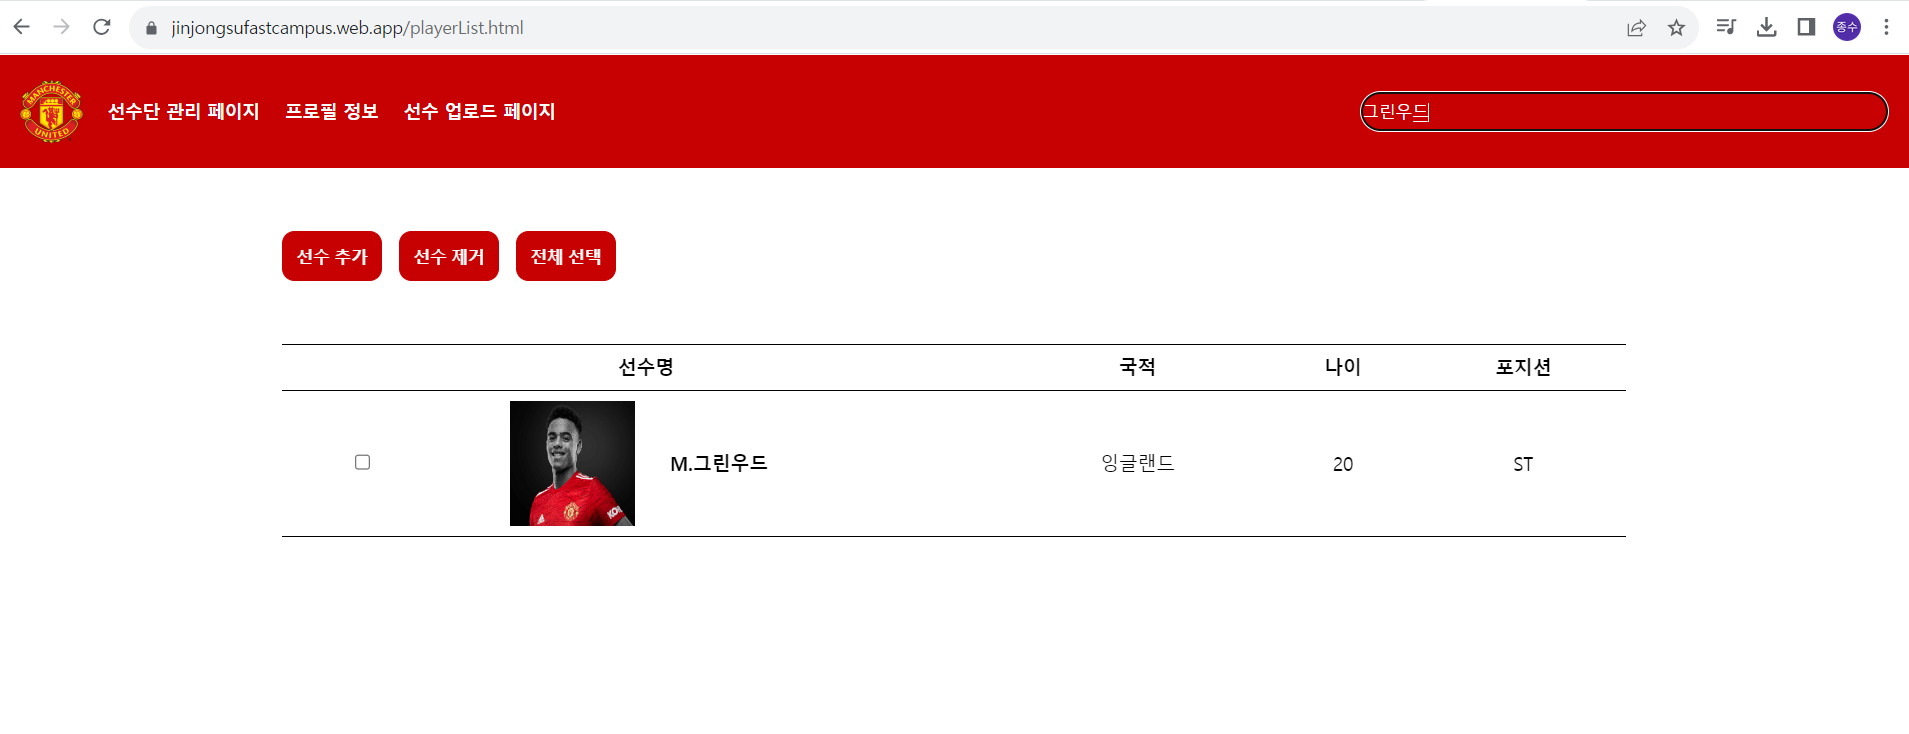 jinjongsufastcampus.web.app/playerList.html
종수
MANCHESTER
UNITED
선수단 관리 페이지 프로필 정보 선수 업로드 페이지
그린우드
선수 추가 선수 제거 전체 선택
선수명 국적 나이 포지션
M.그린우드 잉글랜드 20 ST